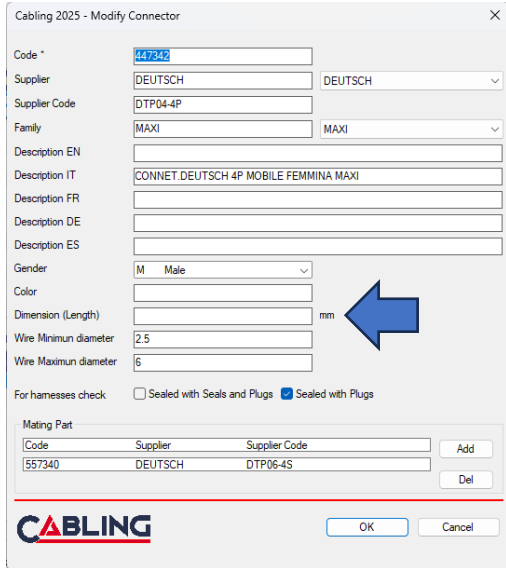 Cabling 2025 - Modify Connector
Code * 447342
Supplier DEUTSCH DEUTSCH
Supplier Code DTP04-4P
Family MAXI MAXI
Description EN
Description IT CONNET.DEUTSCH 4P MOBILE FEMMINA MAXI
Description FR
Description DE
Description ES
Gender M Male
Color
Dimension (Length) mm
Wire Minimun diameter 2.5
Wire Maximun diameter 6
For harnesses check Sealed with Seals and Plugs Sealed with Plugs
Mating Part
Code Supplier Supplier Code Add
557340 DEUTSCH DTP06-4S
Del
CABLING OK Cancel